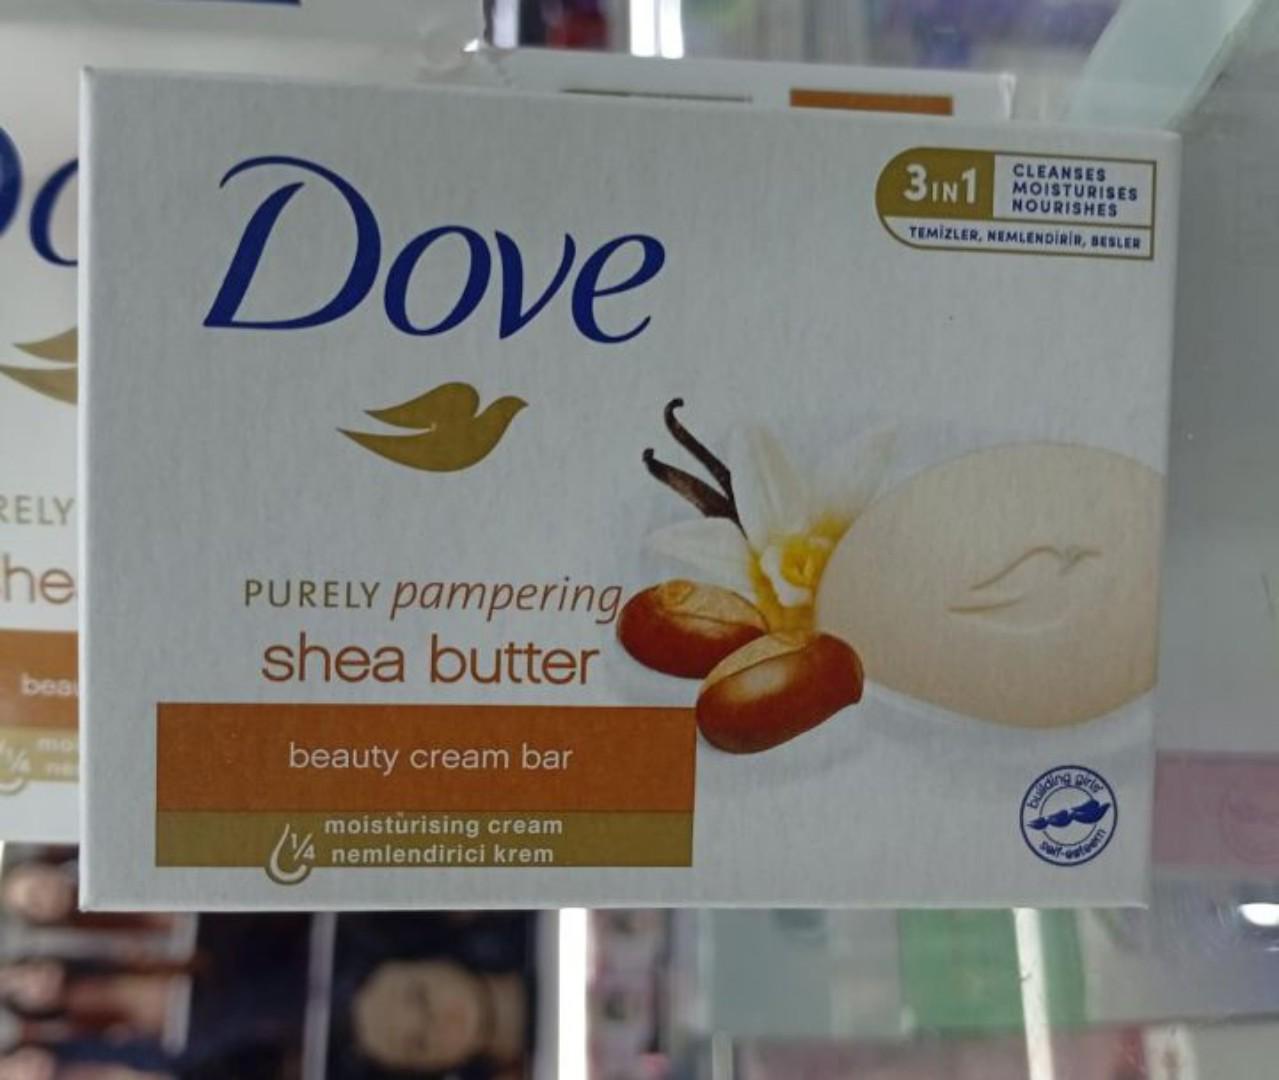 Dove
3IN1
CLEANSES
MOISTURISES
NOURISHES
TEMİZLER, NEMLENDİRİR, BESLER
PURELY pampering
shea butter
beauty cream bar
1/4
moisturising cream
nemlendirici krem
building girls'
self-esteem
RELY